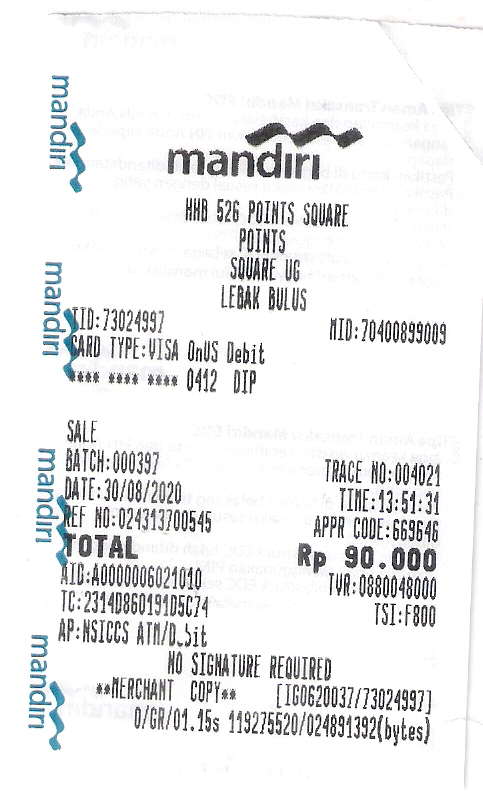 mandiri
HHB 526 POINTS SQUARE
POINTS
SQUARE UG
LEBAK BULUS
TID:73024997 MID:70400899009
CARD TYPE:VISA OnUS Debit
**** **** **** 0412 DIP
SALE
BATCH:000397 TRACE NO:004021
DATE:30/08/2020 TIME:13:51:31
REF NO:024313700545 APPR CODE:669646
TOTAL Rp 90.000
AID:A0000006021010 TVR:0880048000
TC:2314D860191D5C74 TSI:F800
AP:NSICCS ATM/Debit
NO SIGNATURE REQUIRED
**MERCHANT COPY** [IG0620037/73024997]
O/GR/01.15s 119275520/024891392(bytes)
mandiri
mandiri
mandiri
mandiri